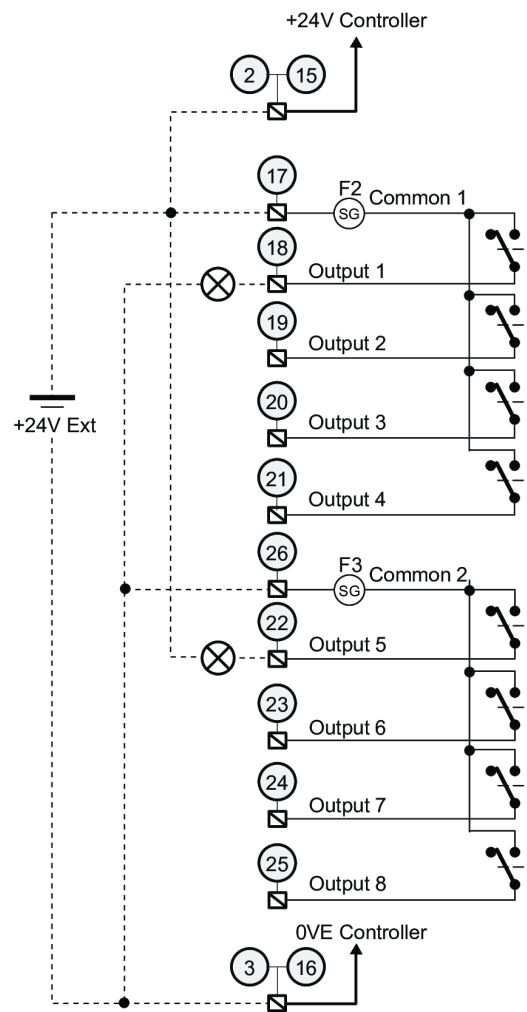 +24V Controller
2 15
17
F2 Common 1
SG
18
Output 1
19
Output 2
20
Output 3
+24V Ext
21
Output 4
26
F3 Common 2
SG
22
Output 5
23
Output 6
24
Output 7
25
Output 8
0VE Controller
3 16